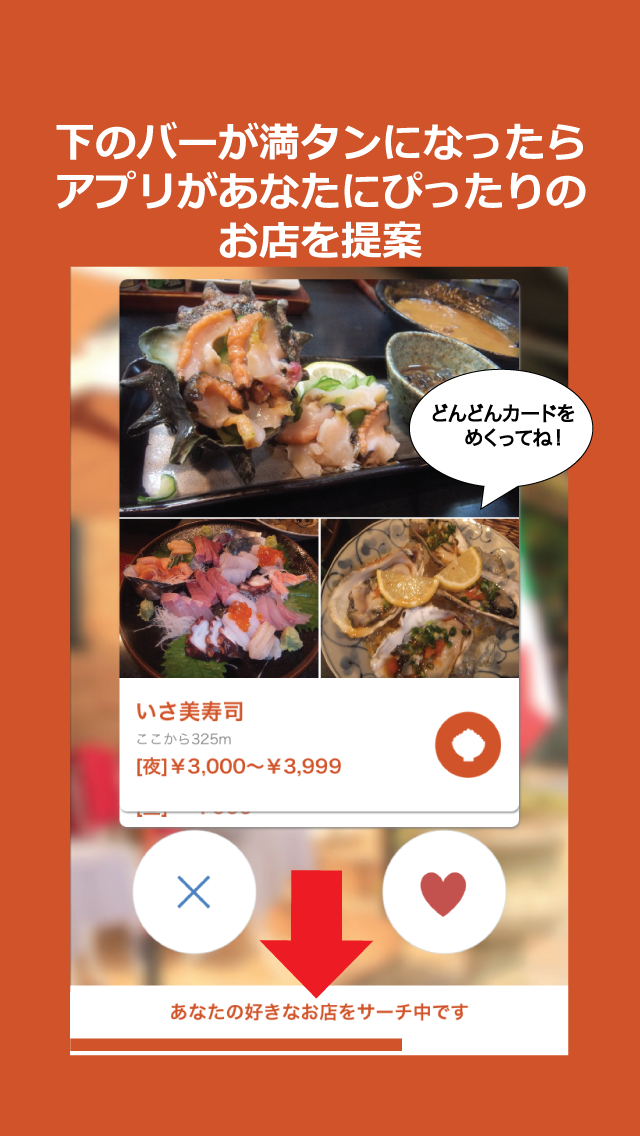 下のバーが満タンになったら
アプリがあなたにぴったりの
お店を提案
どんどんカードを
めくってね！
いさ美寿司
ここから325m
[夜]￥3,000〜￥3,999
あなたの好きなお店をサーチ中です